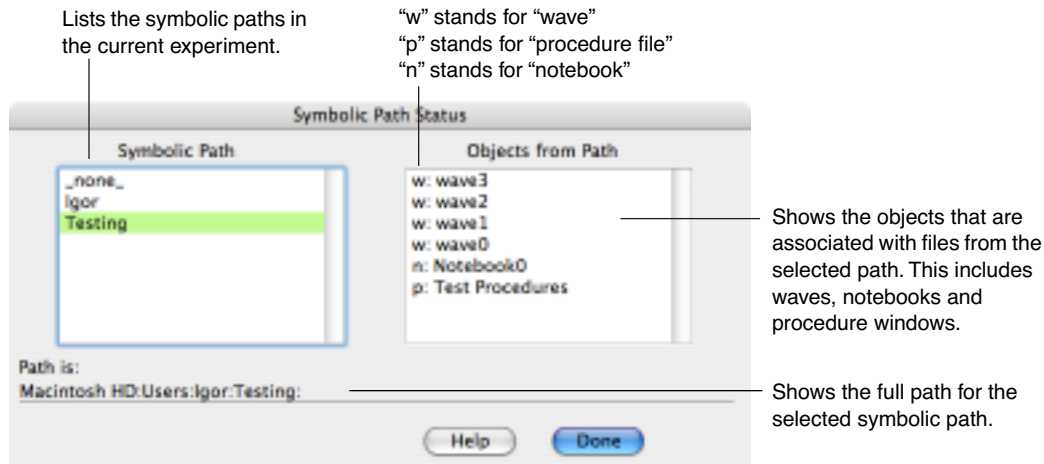 Lists the symbolic paths in
the current experiment.
“w” stands for “wave”
“p” stands for “procedure file”
“n” stands for “notebook”
Symbolic Path Status
Symbolic Path
_none_
Igor
Testing
Objects from Path
w: wave3
w: wave2
w: wave1
w: wave0
n: Notebook0
p: Test Procedures
Shows the objects that are
associated with files from the
selected path. This includes
waves, notebooks and
procedure windows.
Path is:
Macintosh HD:Users:Igor:Testing:
Shows the full path for the
selected symbolic path.
Help
Done